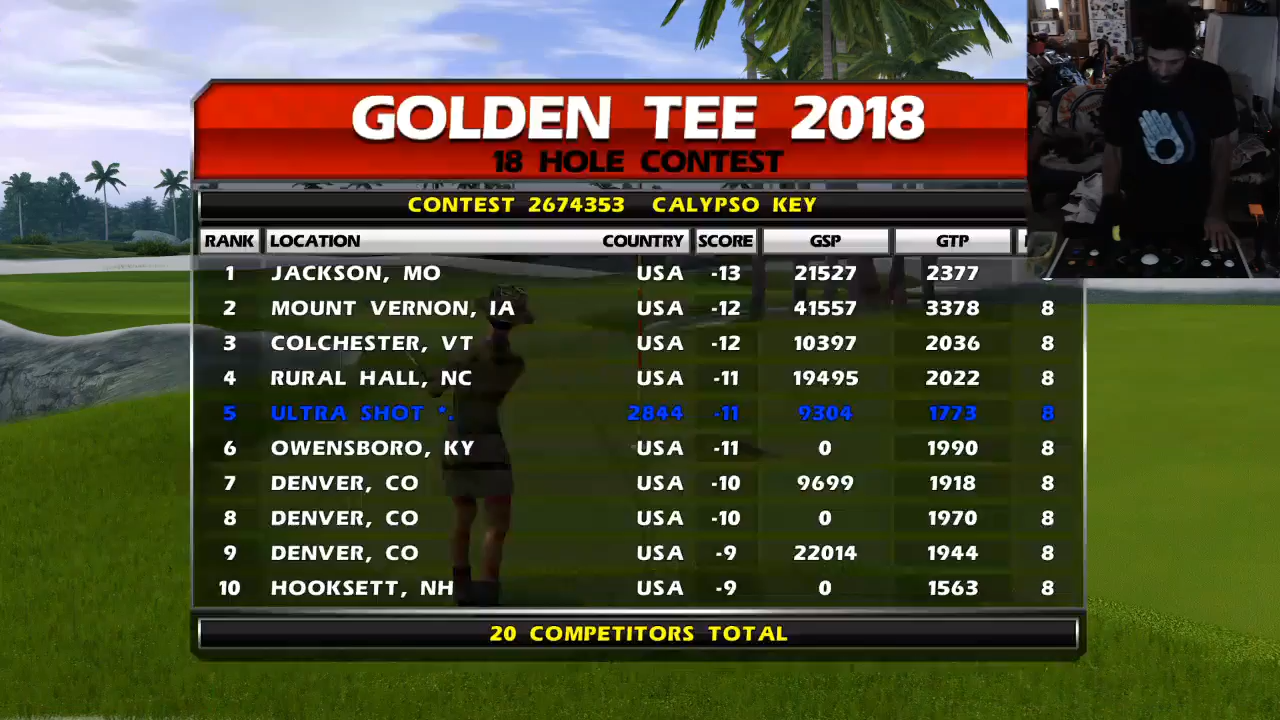 GOLDEN TEE 2018
18 HOLE CONTEST
CONTEST 2674353 CALYPSO KEY
RANK LOCATION COUNTRY SCORE GSP GTP
1 JACKSON, MO USA -13 21527 2377
2 MOUNT VERNON, IA USA -12 41557 3378 8
3 COLCHESTER, VT USA -12 10397 2036 8
4 RURAL HALL, NC USA -11 19495 2022 8
5 ULTRA SHOT *. 2844 -11 9304 1773 8
6 OWENSBORO, KY USA -11 0 1990 8
7 DENVER, CO USA -10 9699 1918 8
8 DENVER, CO USA -10 0 1970 8
9 DENVER, CO USA -9 22014 1944 8
10 HOOKSETT, NH USA -9 0 1563 8
20 COMPETITORS TOTAL